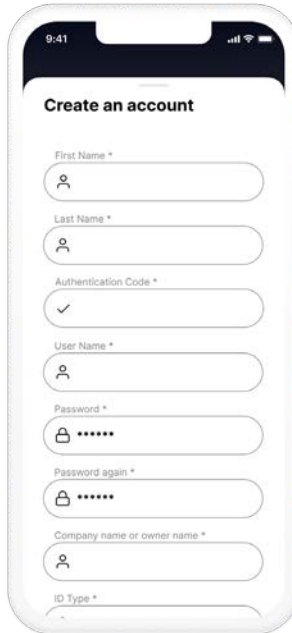 9:41
Create an account
First Name *
Last Name *
Authentication Code *
User Name *
Password *
••••••
Password again *
••••••
Company name or owner name *
ID Type *